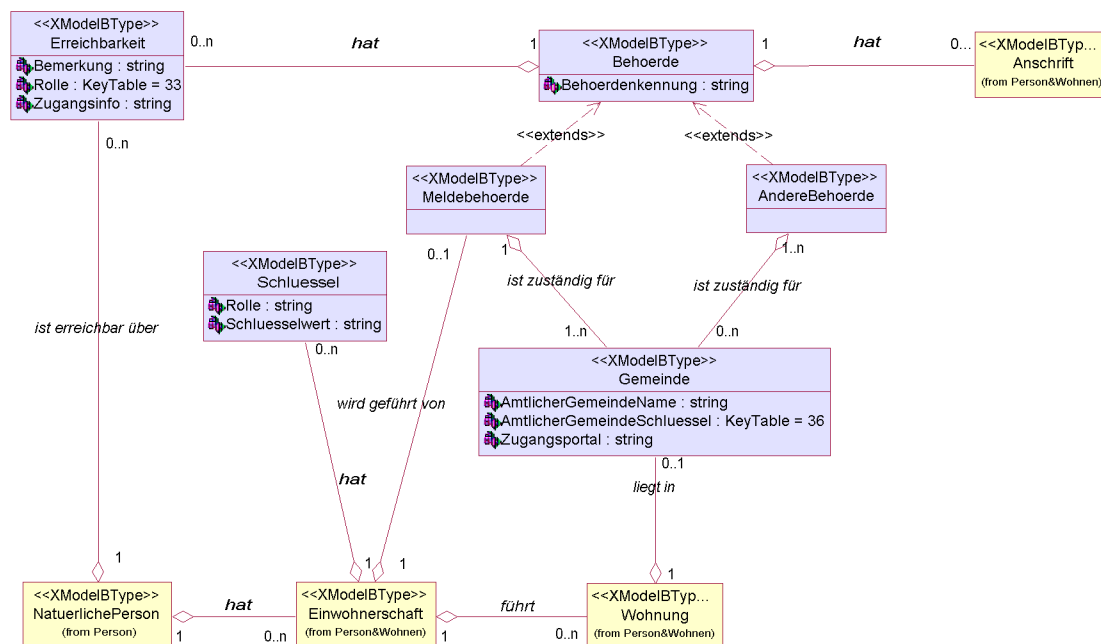 <<XModelBType>>
Erreichbarkeit
Bemerkung : string
Rolle : KeyTable = 33
Zugangsinfo : string
0..n
hat
1
<<XModelBType>>
Behoerde
Behoerdenkennung : string
1
hat
0...
<<XModelBTyp...
Anschrift
(from Person&Wohnen)
0..n
<<extends>>
<<extends>>
<<XModelBType>>
Meldebehoerde
<<XModelBType>>
AndereBehoerde
0..1
1
1..n
<<XModelBType>>
Schluessel
Rolle : string
Schluesselwert : string
ist zuständig für
ist zuständig für
ist erreichbar über
0..n
1..n
0..n
<<XModelBType>>
Gemeinde
AmtlicherGemeindeName : string
AmtlicherGemeindeSchluessel : KeyTable = 36
Zugangsportal : string
wird geführt von
0..1
hat
liegt in
1
1
1
1
<<XModelBType>>
NatuerlichePerson
(from Person)
1
hat
0..n
<<XModelBType>>
Einwohnerschaft
(from Person&Wohnen)
1
führt
0..n
<<XModelBTyp...
Wohnung
(from Person&Wohnen)